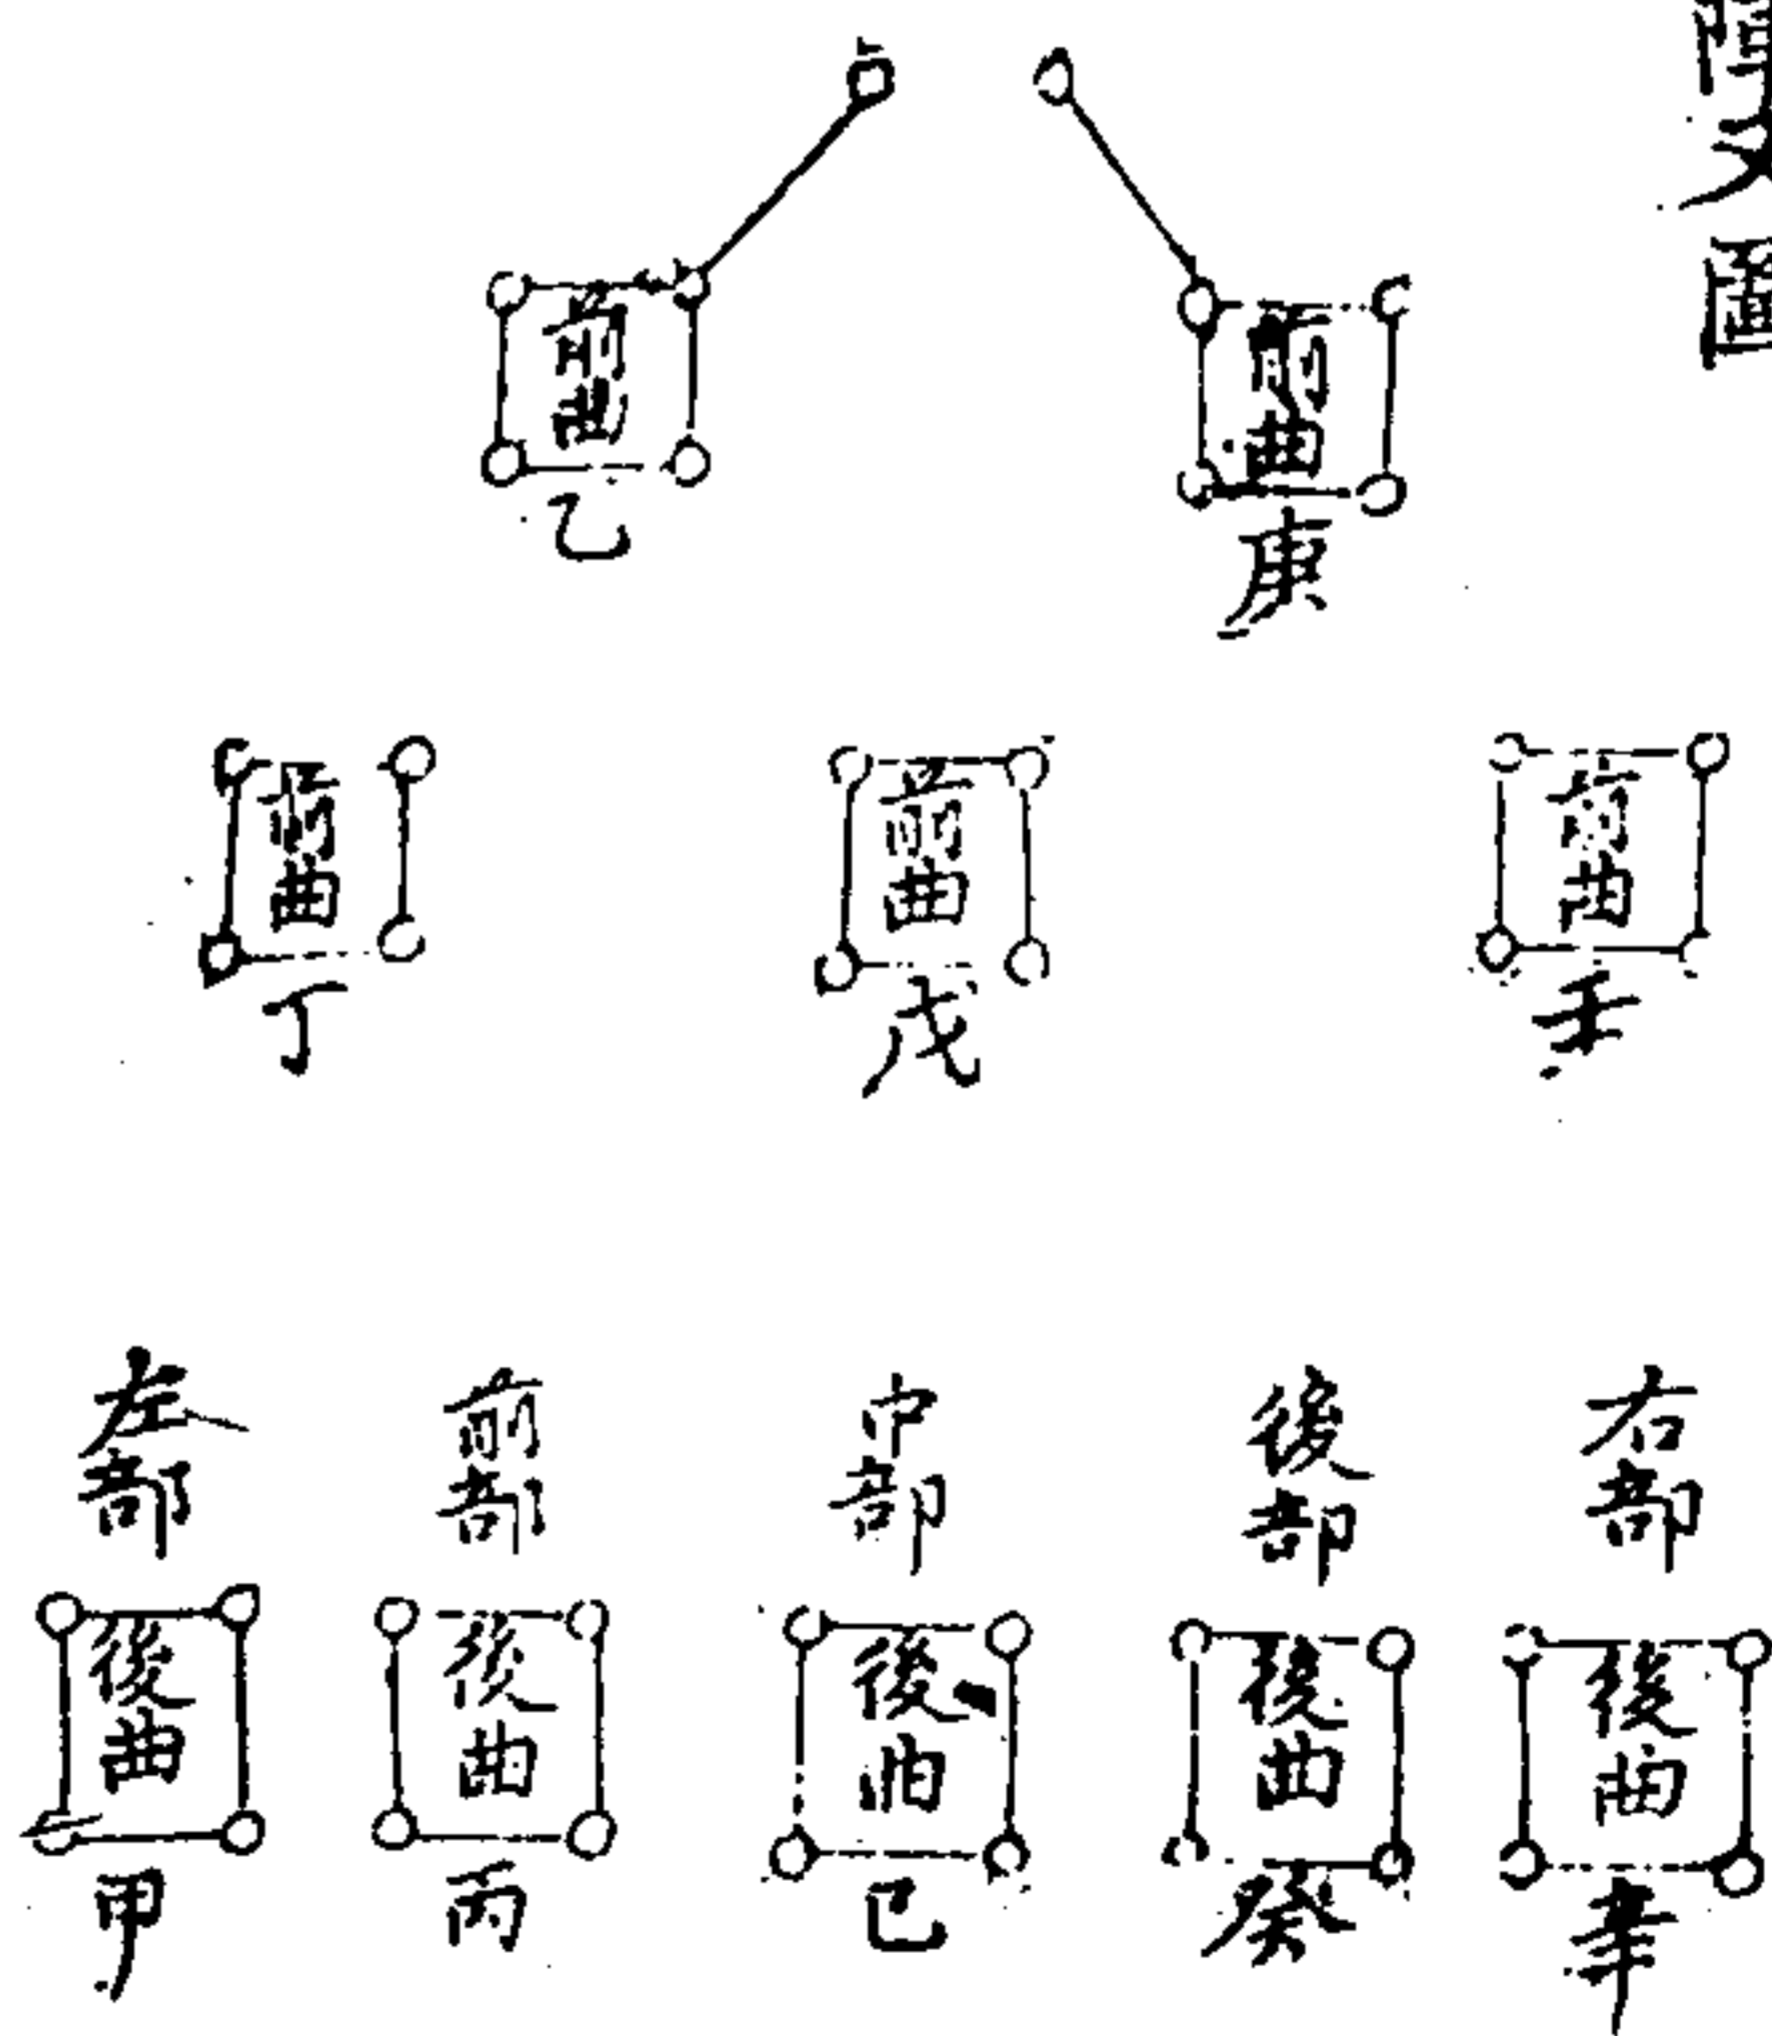 乂圖
前曲
庚
前曲
乙
前曲
壬
前曲
戊
前曲
丁
右部
後曲
辛
後部
後曲
癸
中部
後曲
己
前部
後曲
丙
左部
後曲
甲